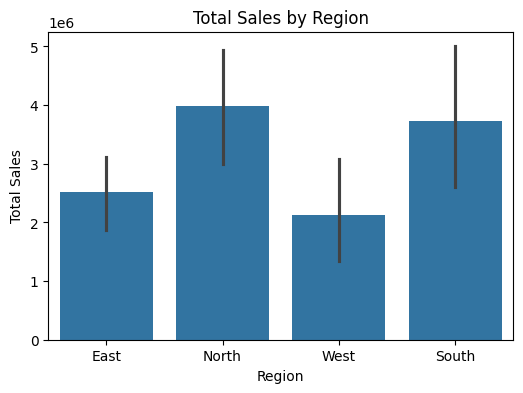 Total Sales by Region
1e6
Total Sales
5
4
3
2
1
0
East North West South
Region